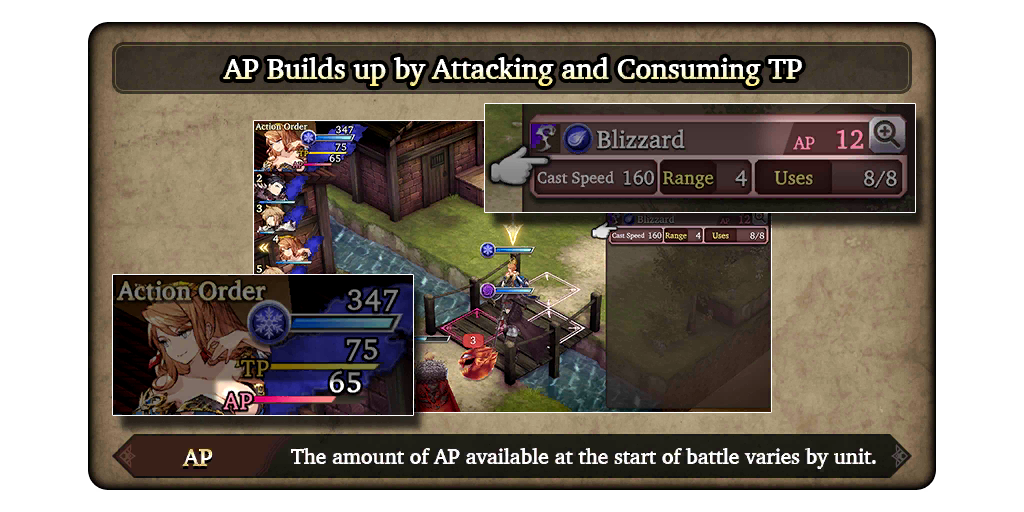 AP Builds up by Attacking and Consuming TP
Blizzard AP 12
Cast Speed 160 Range 4 Uses 8/8
Action Order 347
TP 75
AP 65
2
3
4
5
Blizzard AP 12
Cast Speed 160 Range 4 Uses 8/8
3
Action Order
347
TP 75
AP 65
AP The amount of AP available at the start of battle varies by unit.